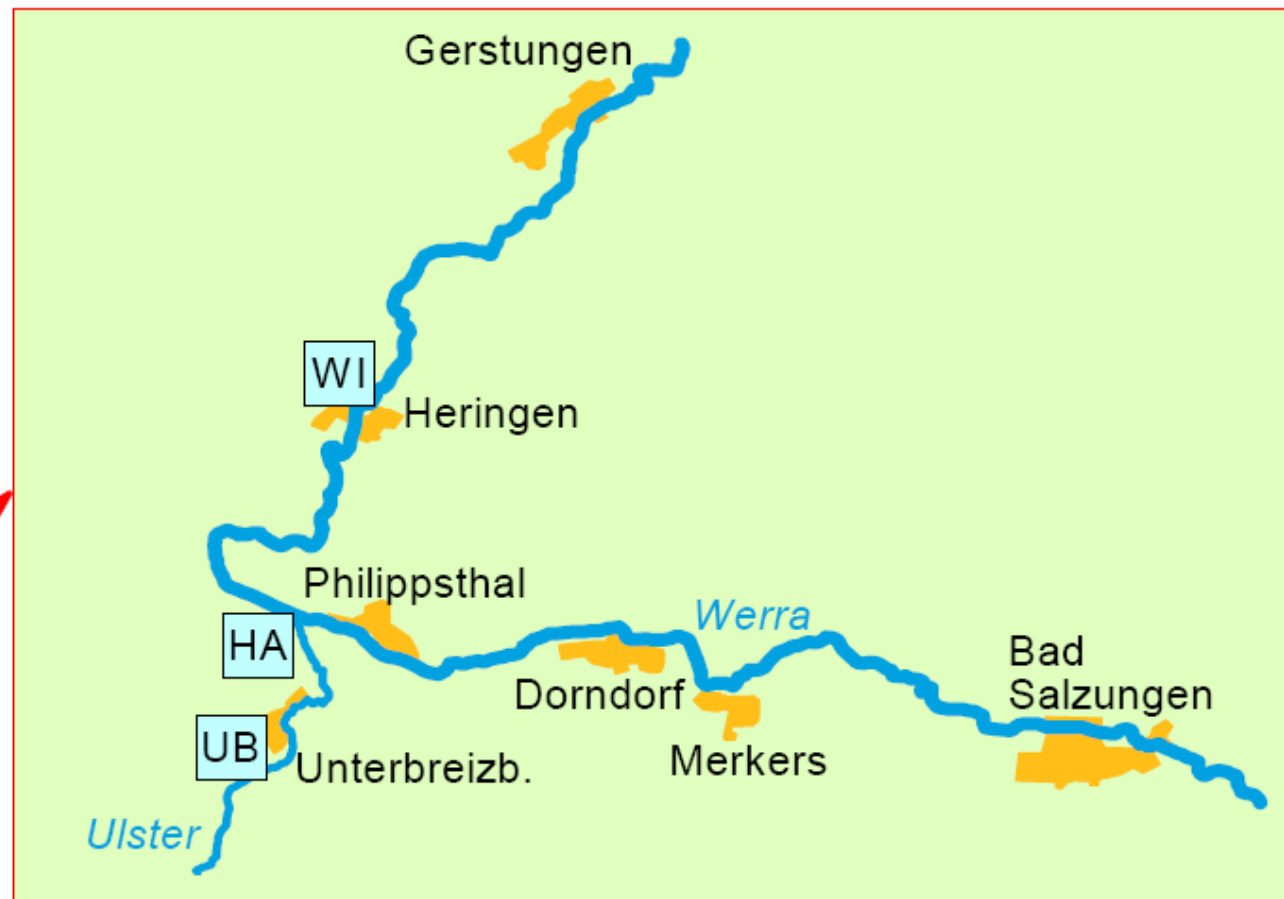 Gerstungen
WI
Heringen
Philippsthal
Werra
HA
Bad
Salzungen
Dorndorf
UB
Unterbreizb.
Merkers
Ulster